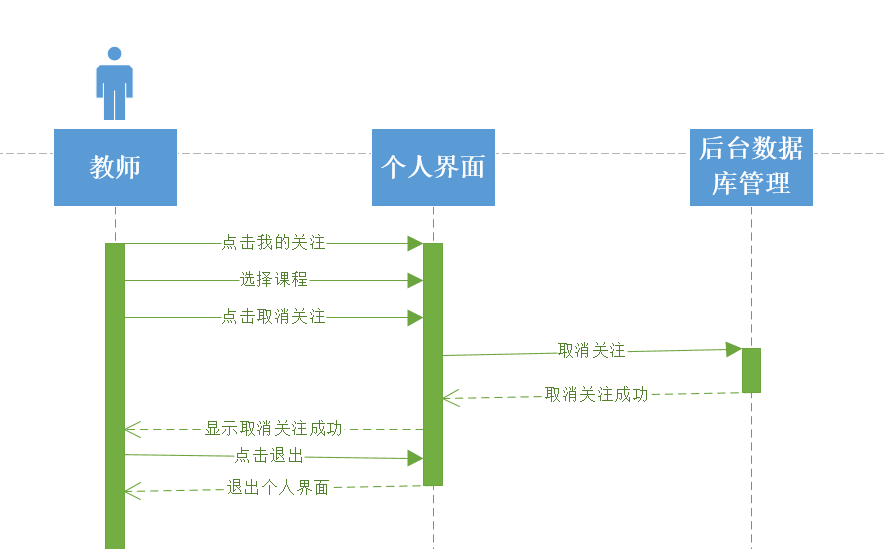 教师
个人界面
后台数据
库管理
点击我的关注
选择课程
点击取消关注
取消关注
取消关注成功
显示取消关注成功
点击退出
退出个人界面